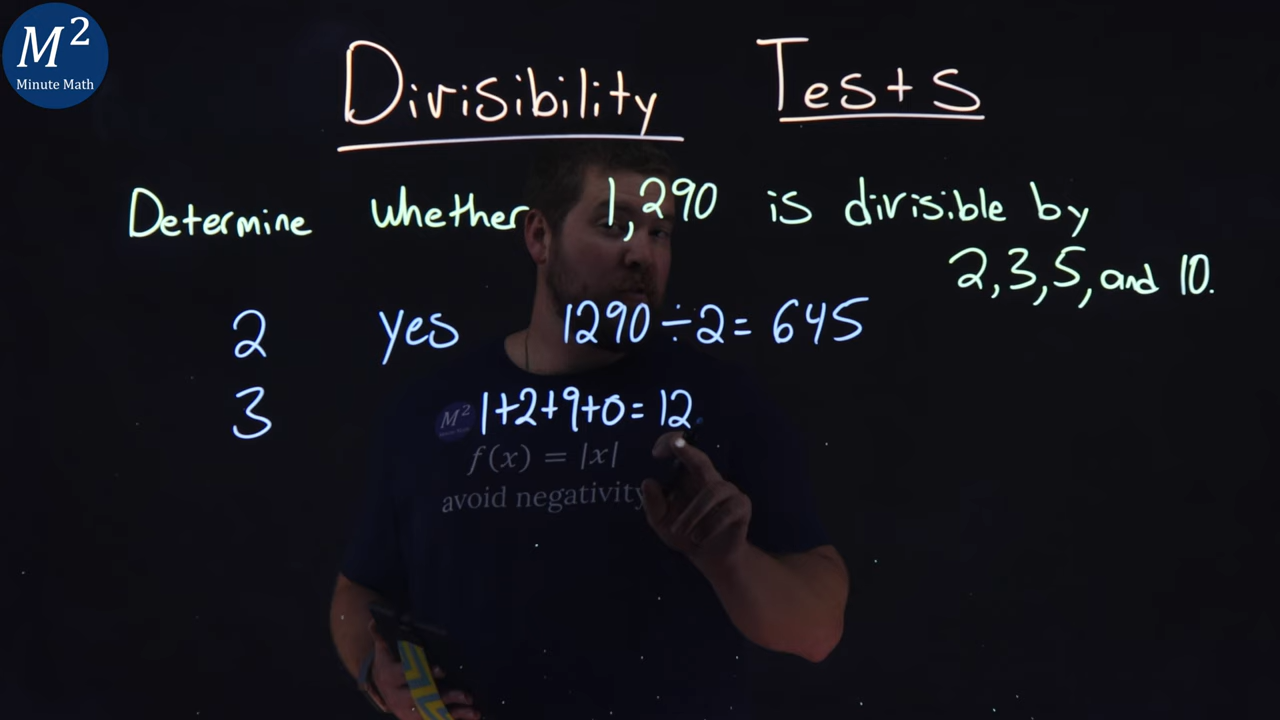 M²
Minute Math
Divisibility Tests
Determine whether 1,290 is divisible by
2,3,5, and 10.
2 yes 1290÷2=645
3 1+2+9+0=12
M²
f(x) = |x|
avoid negativity